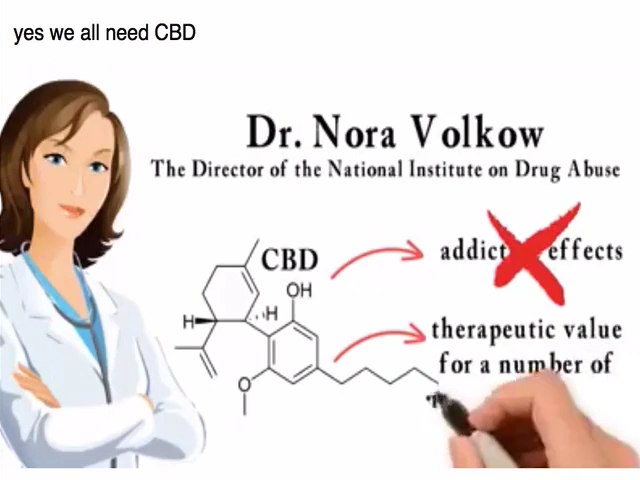 yes we all need CBD
Dr. Nora Volkow
The Director of the National Institute on Drug Abuse
CBD
addict effects
OH
H
H
therapeutic value
for a number of
O